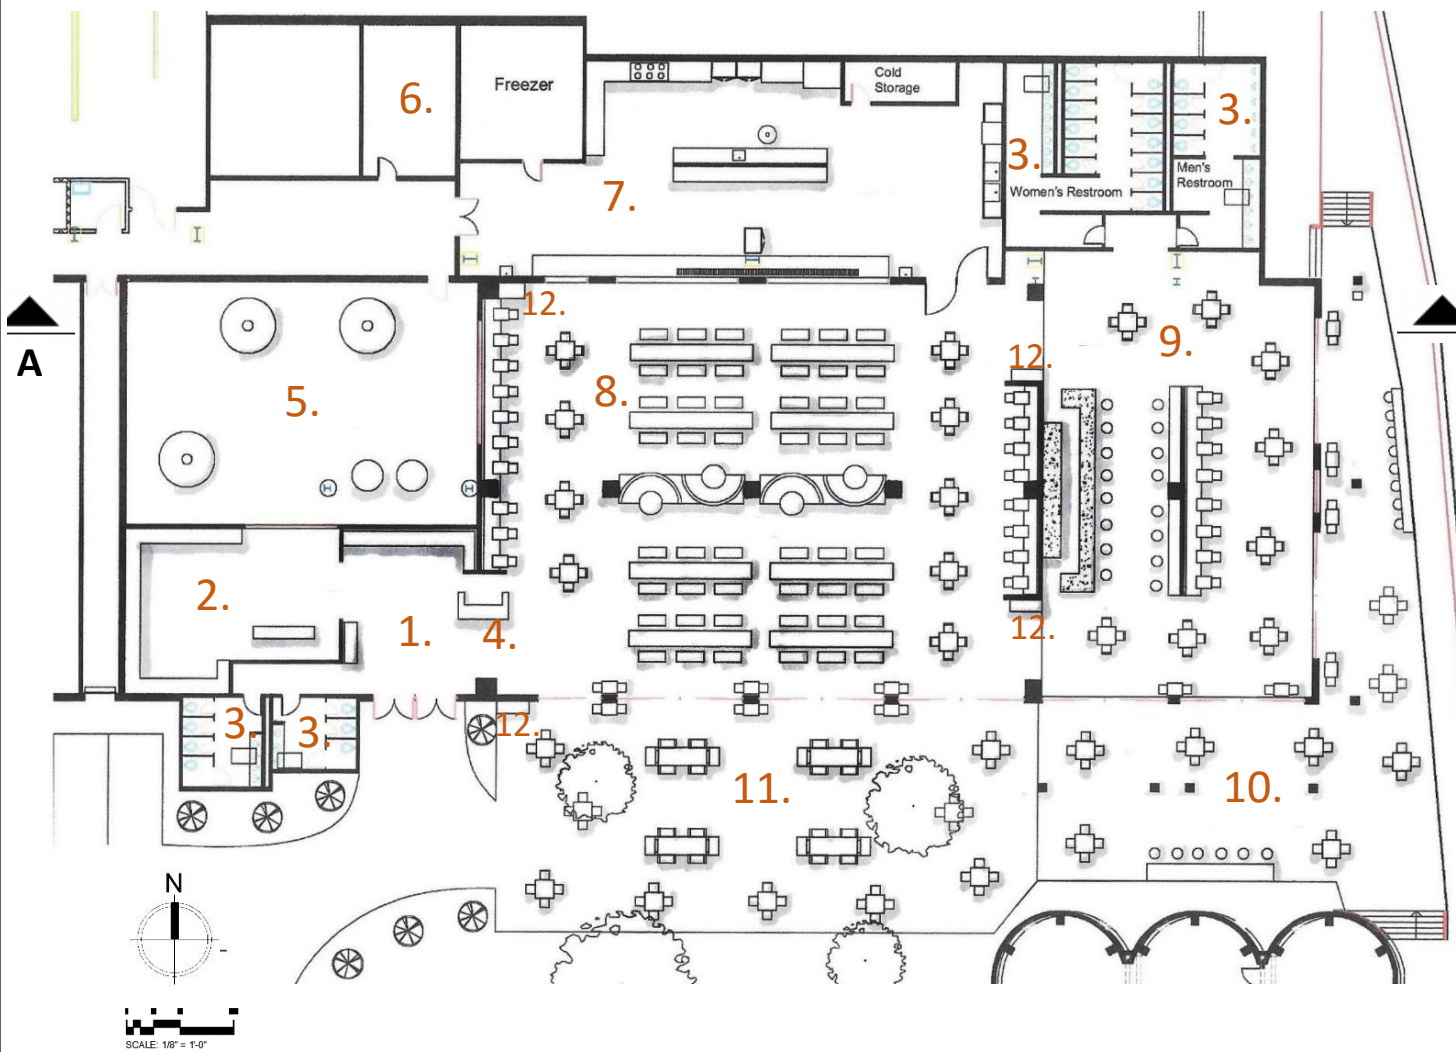 6.
Freezer
Cold
Storage
3.
3.
7.
Women's Restroom
Men's
Restroom
12.
A
5.
8.
12.
9.
2.
1.
4.
12.
3.
3.
12.
11.
10.
N
SCALE: 1/8" = 1'-0"